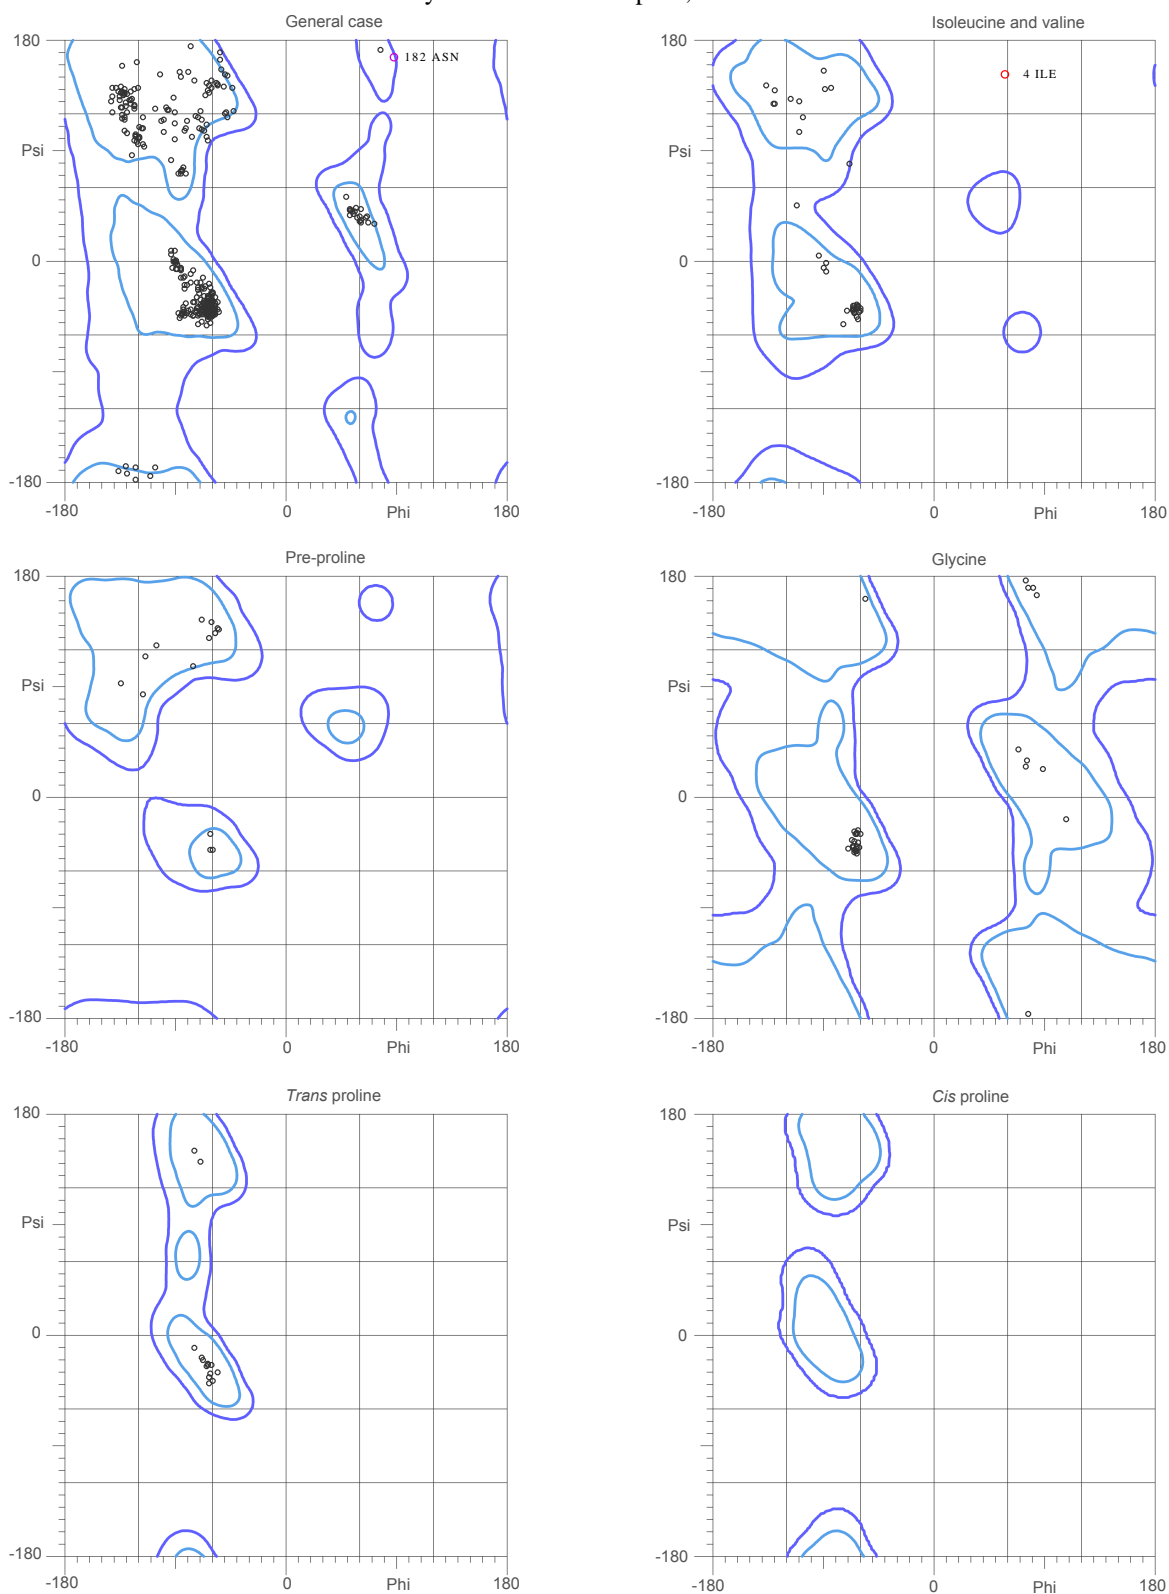 General case
180
Psi
0
-180
-180
0
Phi
180
182 ASN
Isoleucine and valine
180
Psi
0
-180
-180
0
Phi
180
4 ILE
Pre-proline
180
Psi
0
-180
-180
0
Phi
180
Glycine
180
Psi
0
-180
-180
0
Phi
180
Trans proline
180
Psi
0
-180
-180
0
Phi
180
Cis proline
180
Psi
0
-180
-180
0
Phi
180